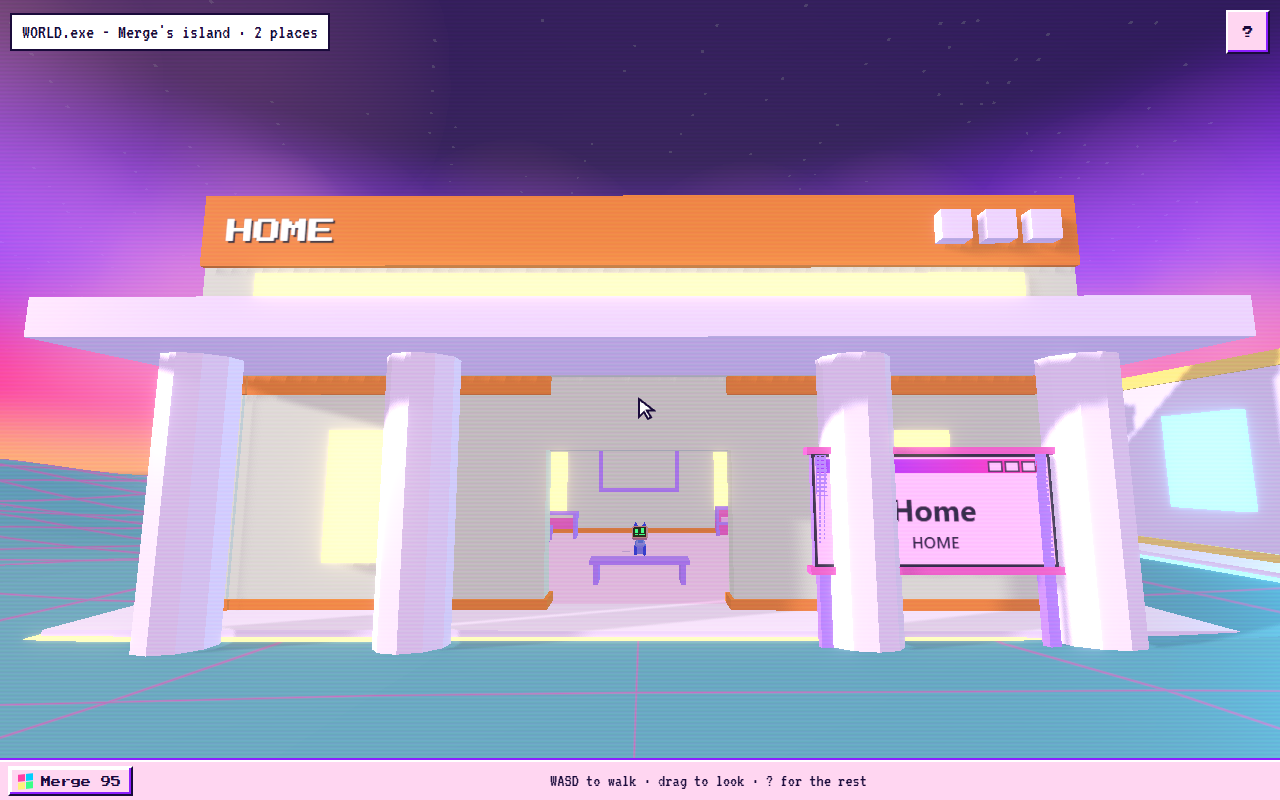 WORLD.exe - Merge's island · 2 places
?
HOME
Home
HOME
Merge 95
WASD to walk · drag to look · ? for the rest